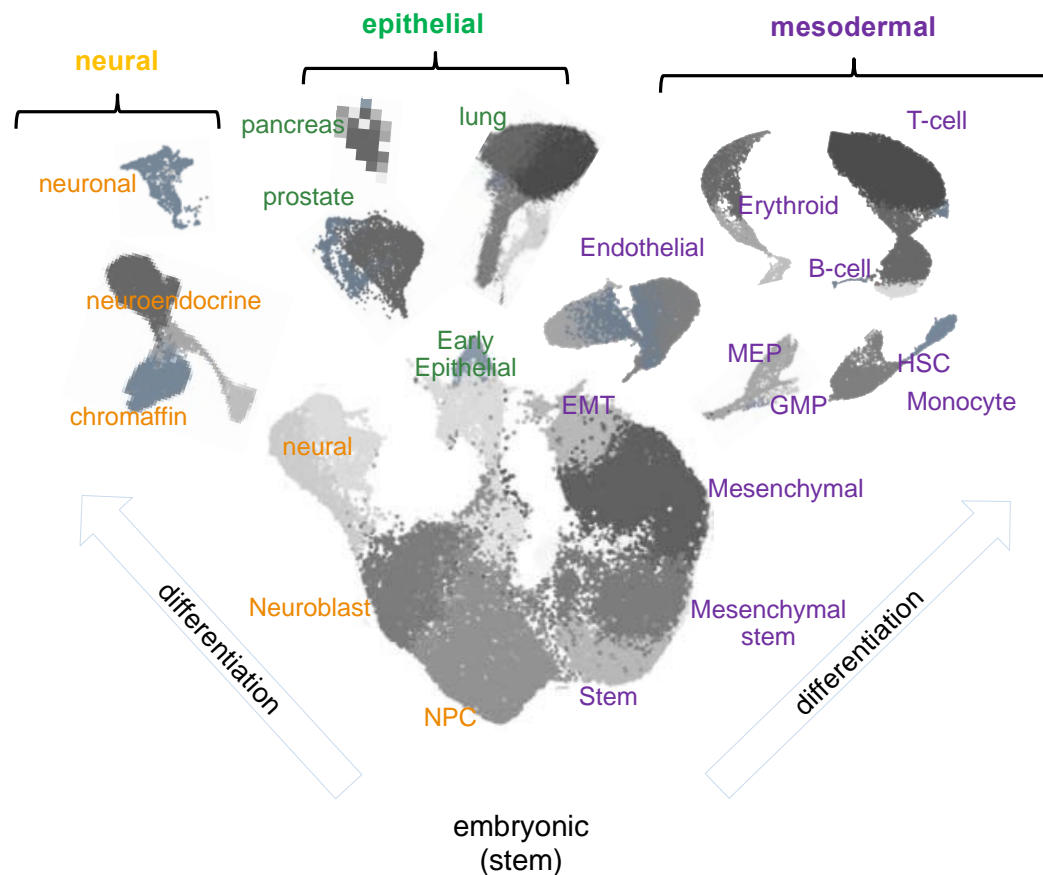 neural
epithelial
mesodermal
pancreas
lung
T-cell
neuronal
prostate
Erythroid
Endothelial
B-cell
neuroendocrine
Early
Epithelial
MEP
HSC
chromaffin
EMT
GMP
Monocyte
neural
Mesenchymal
differentiation
Neuroblast
Mesenchymal
stem
differentiation
NPC
Stem
embryonic
(stem)